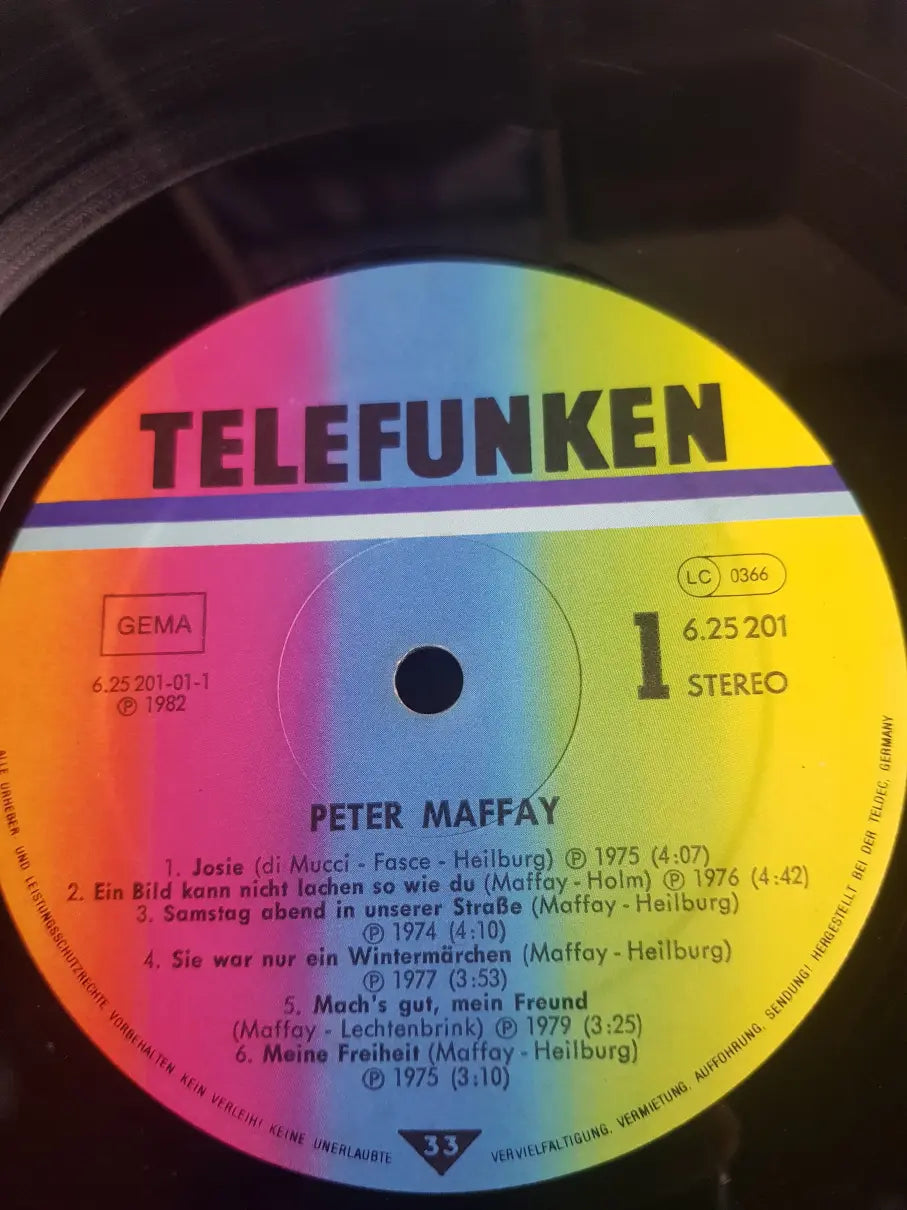 TELEFUNKEN
GEMA
6.25 201-01-1
℗ 1982
LC 0366
1
6.25 201
STEREO
PETER MAFFAY
1. Josie (di Mucci - Fasce - Heilburg) ℗ 1975 (4:07)
2. Ein Bild kann nicht lachen so wie du (Maffay - Holm) ℗ 1976 (4:42)
3. Samstag abend in unserer Straße (Maffay - Heilburg)
℗ 1974 (4:10)
4. Sie war nur ein Wintermärchen (Maffay - Heilburg)
℗ 1977 (3:53)
5. Mach's gut, mein Freund
(Maffay - Lechtenbrink) ℗ 1979 (3:25)
6. Meine Freiheit (Maffay - Heilburg)
℗ 1975 (3:10)
ALLE URHEBER- UND LEISTUNGSSCHUTZRECHTE VORBEHALTEN KEIN VERLEIH! KEINE UNERLAUBTE VERVIELFÄLTIGUNG, VERMIETUNG, AUFFÜHRUNG, SENDUNG! HERGESTELLT BEI DER TELDEC, GERMANY
33